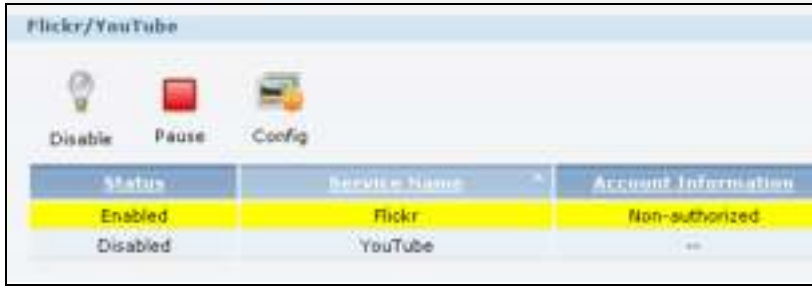 Flickr/YouTube
Disable Pause Config
Status Service Name Account Information
Enabled Flickr Non-authorized
Disabled YouTube --